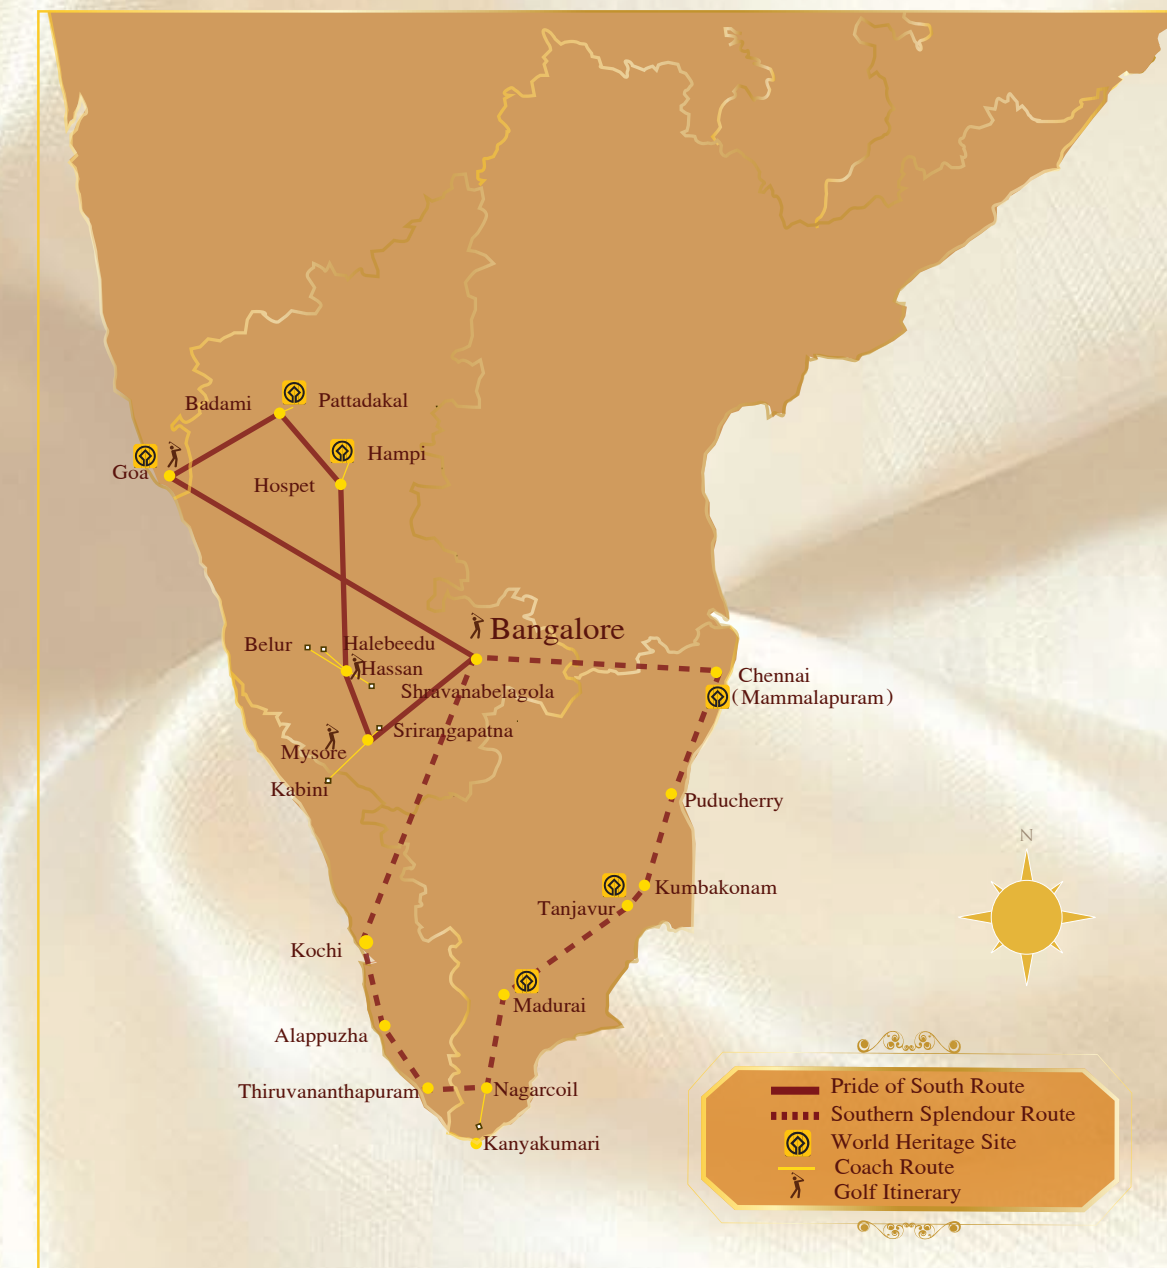 Badami
Pattadakal
Goa
Hampi
Hospet
Bangalore
Belur
Halebeedu
Hassan
Shravanabelagola
Chennai
(Mammalapuram)
Srirangapatna
Mysore
Kabini
Puducherry
Kumbakonam
Tanjavur
Kochi
Madurai
Alappuzha
Thiruvananthapuram
Nagarcoil
Kanyakumari
N
Pride of South Route
Southern Splendour Route
World Heritage Site
Coach Route
Golf Itinerary